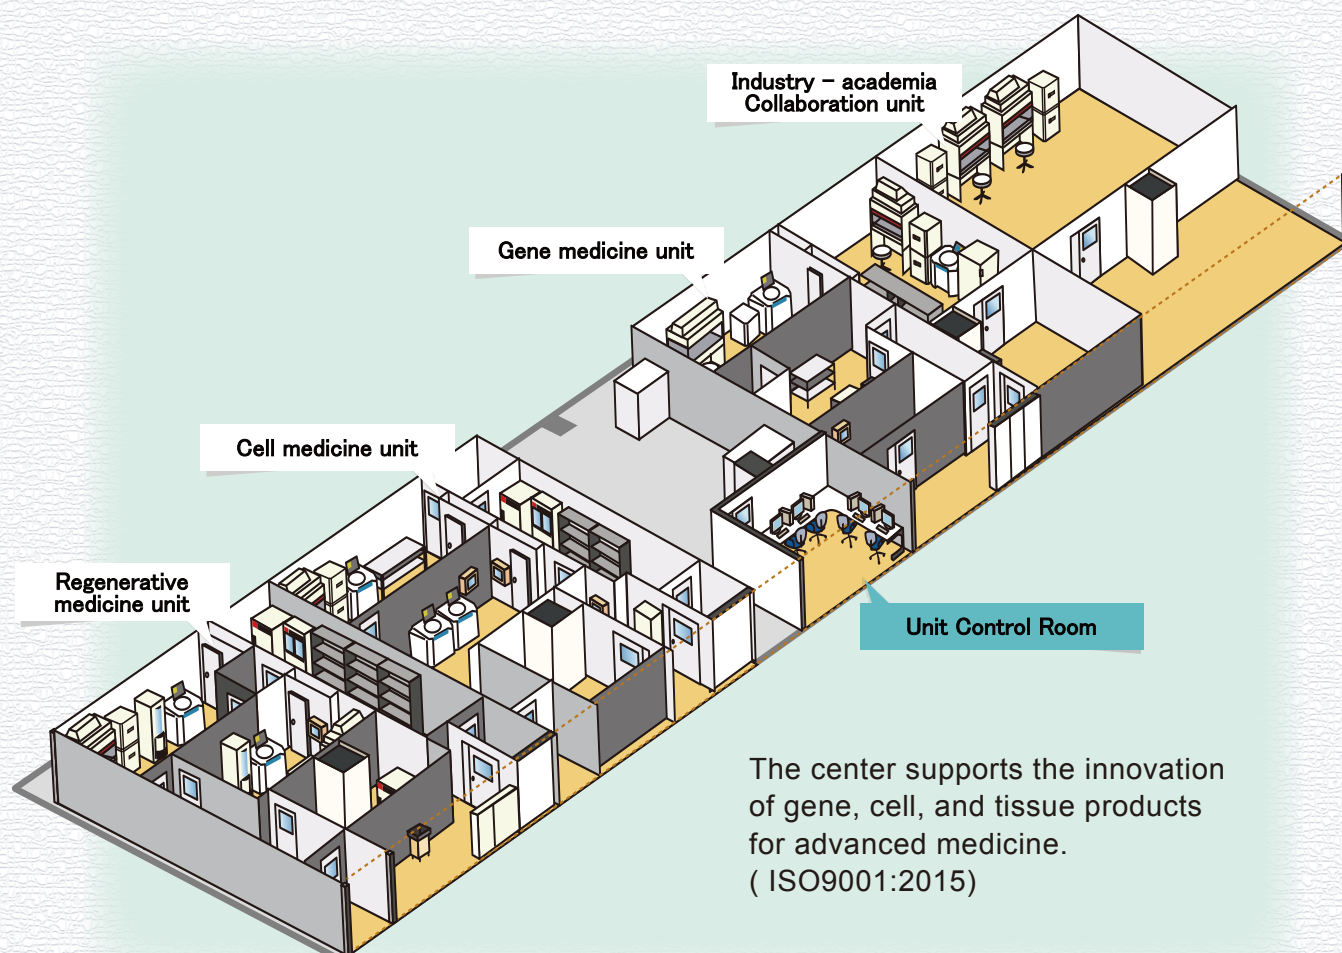 Industry – academia
Collaboration unit
Gene medicine unit
Cell medicine unit
Regenerative
medicine unit
Unit Control Room
The center supports the innovation
of gene, cell, and tissue products
for advanced medicine.
( ISO9001:2015)